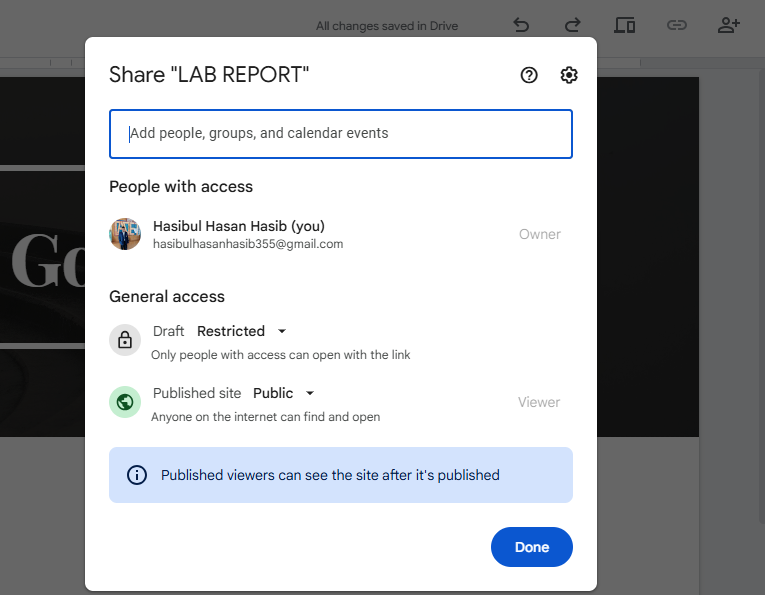 All changes saved in Drive
Share "LAB REPORT"
Add people, groups, and calendar events
People with access
Hasibul Hasan Hasib (you)
hasibulhasanhasib355@gmail.com
Owner
General access
Draft Restricted
Only people with access can open with the link
Published site Public
Anyone on the internet can find and open
Viewer
Published viewers can see the site after it's published
Done
Go